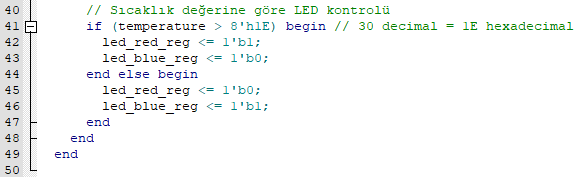 40 // Sıcaklık değerine göre LED kontrolü
41 if (temperature > 8'h1E) begin // 30 decimal = 1E hexadecimal
42 led_red_reg <= 1'b1;
43 led_blue_reg <= 1'b0;
44 end else begin
45 led_red_reg <= 1'b0;
46 led_blue_reg <= 1'b1;
47 end
48 end
49 end
50